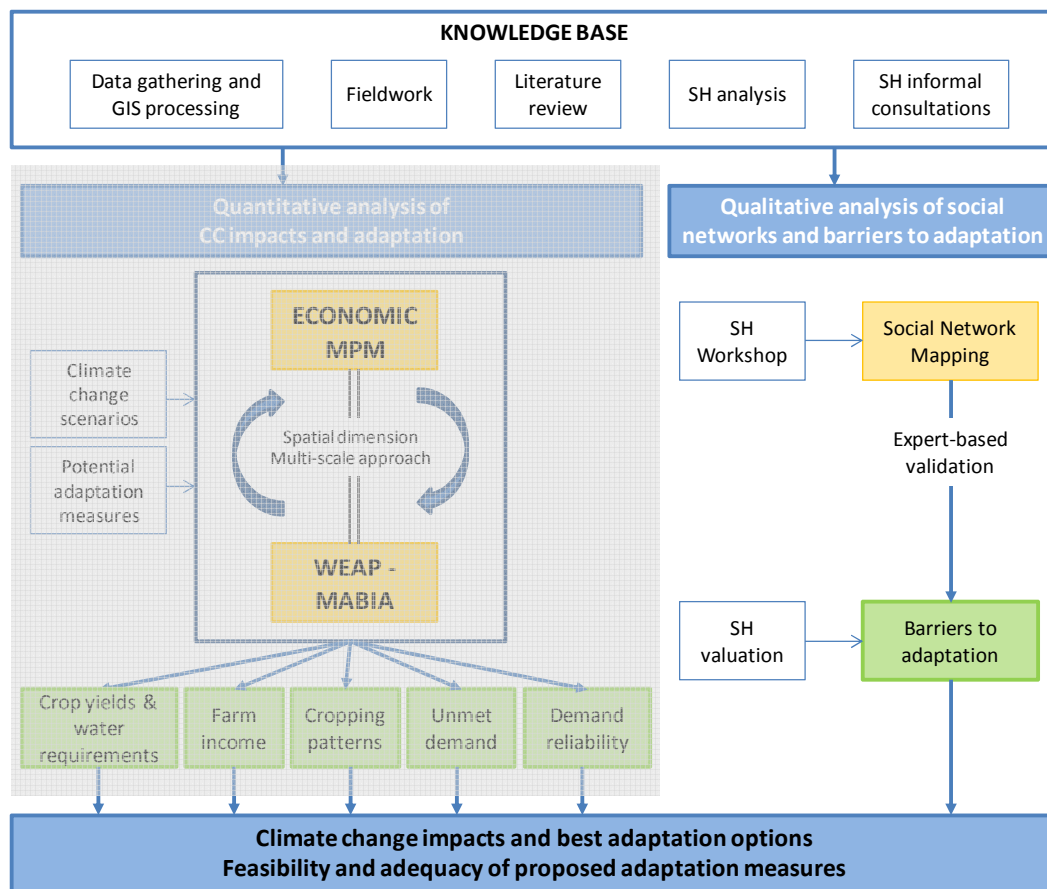 KNOWLEDGE BASE
Data gathering and
GIS processing
Fieldwork
Literature
review
SH analysis
SH informal
consultations
Quantitative analysis of
CC impacts and adaptation
Qualitative analysis of social
networks and barriers to adaptation
ECONOMIC
MPM
Climate
change
scenarios
Spatial dimension
Multi-scale approach
Potential
adaptation
measures
WEAP -
MABIA
SH
Workshop
Social Network
Mapping
Expert-based
validation
SH
valuation
Barriers to
adaptation
Crop yields &
water
requirements
Farm
income
Cropping
patterns
Unmet
demand
Demand
reliability
Climate change impacts and best adaptation options
Feasibility and adequacy of proposed adaptation measures